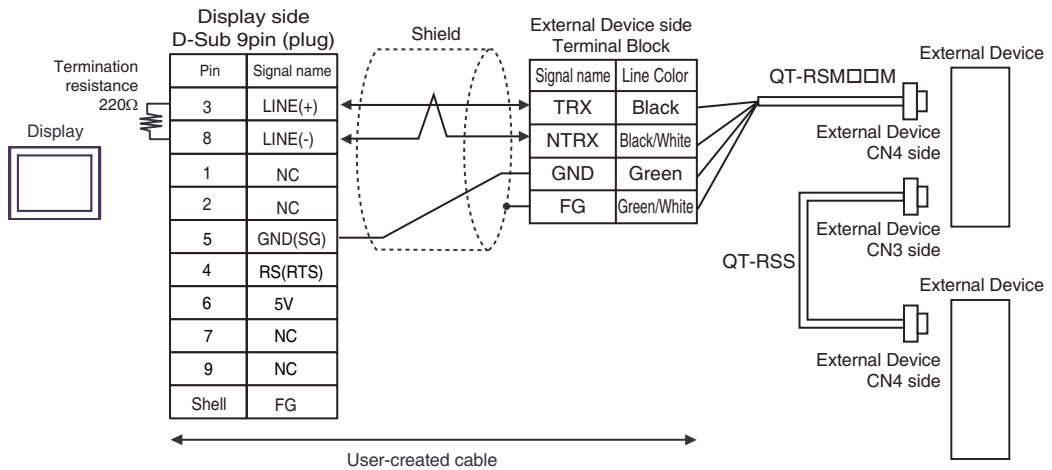 Display side
D-Sub 9pin (plug)
Shield
External Device side
Terminal Block
External Device
Termination
resistance
220Ω
Display
Pin Signal name
3 LINE(+)
8 LINE(-)
1 NC
2 NC
5 GND(SG)
4 RS(RTS)
6 5V
7 NC
9 NC
Shell FG
Signal name Line Color
TRX Black
NTRX Black/White
GND Green
FG Green/White
QT-RSM□□M
External Device
CN4 side
External Device
CN3 side
QT-RSS
External Device
External Device
CN4 side
User-created cable